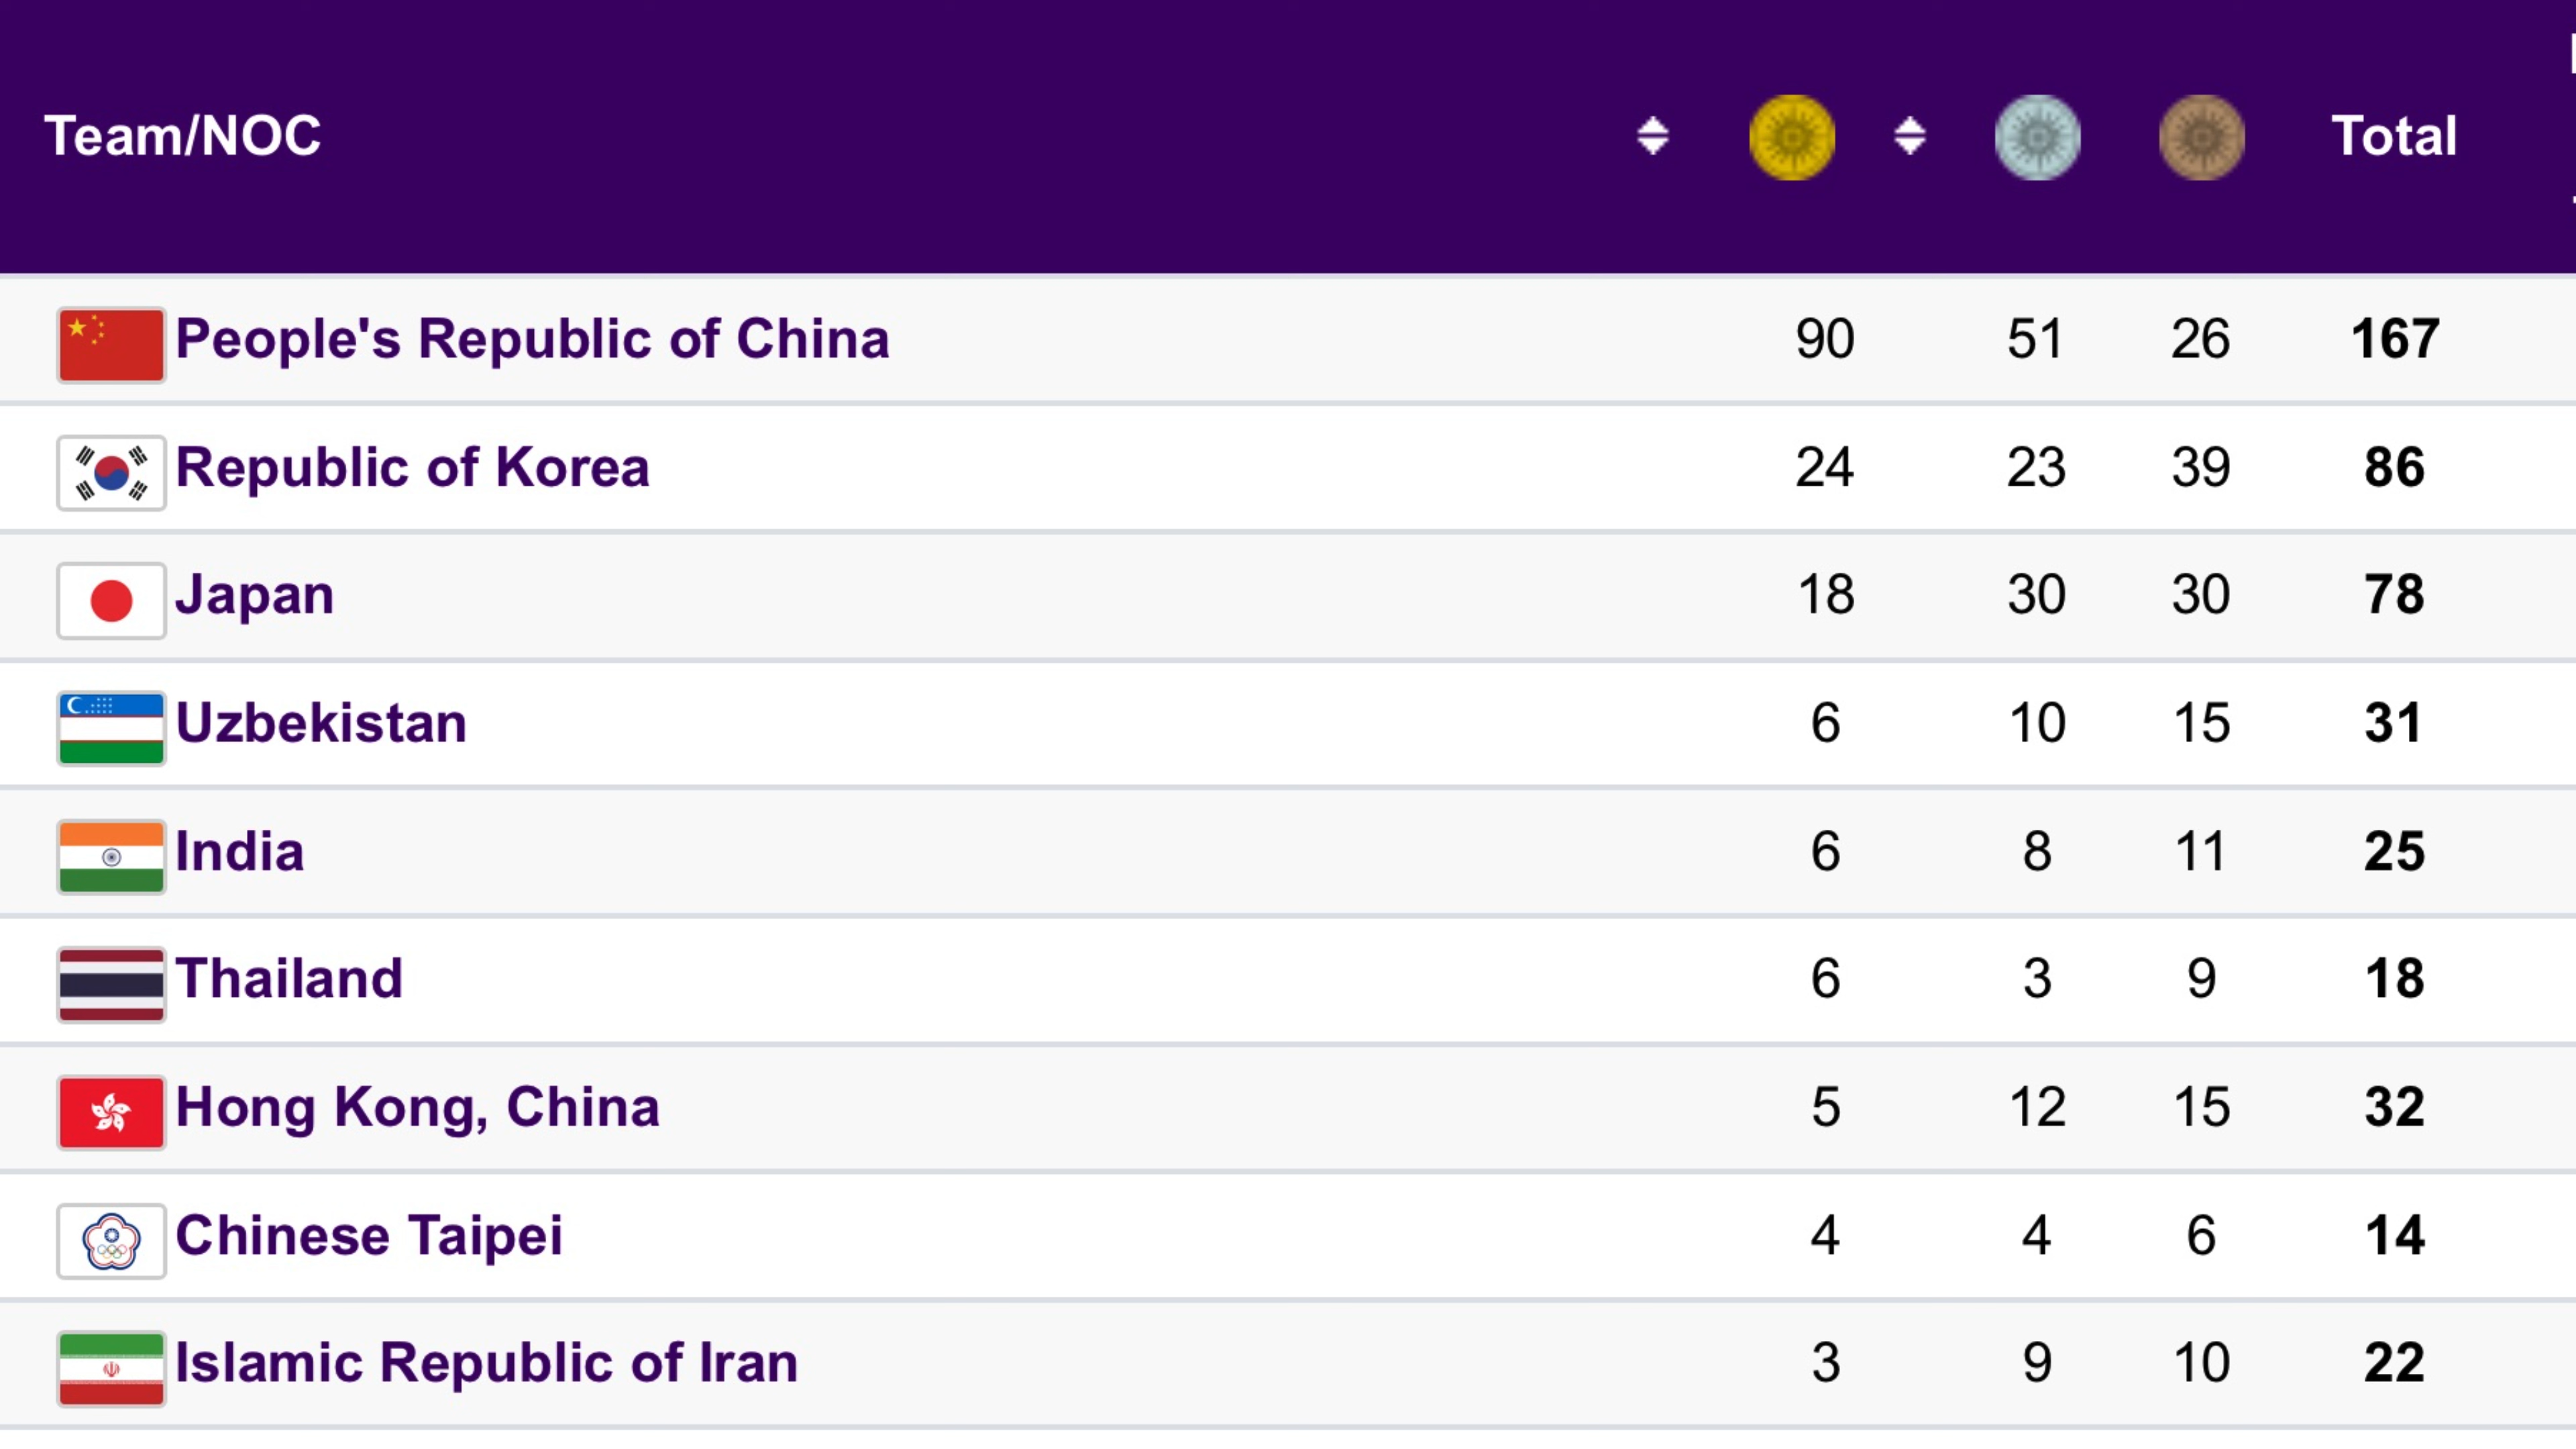 Team/NOC Total
People's Republic of China 90 51 26 167
Republic of Korea 24 23 39 86
Japan 18 30 30 78
Uzbekistan 6 10 15 31
India 6 8 11 25
Thailand 6 3 9 18
Hong Kong, China 5 12 15 32
Chinese Taipei 4 4 6 14
Islamic Republic of Iran 3 9 10 22